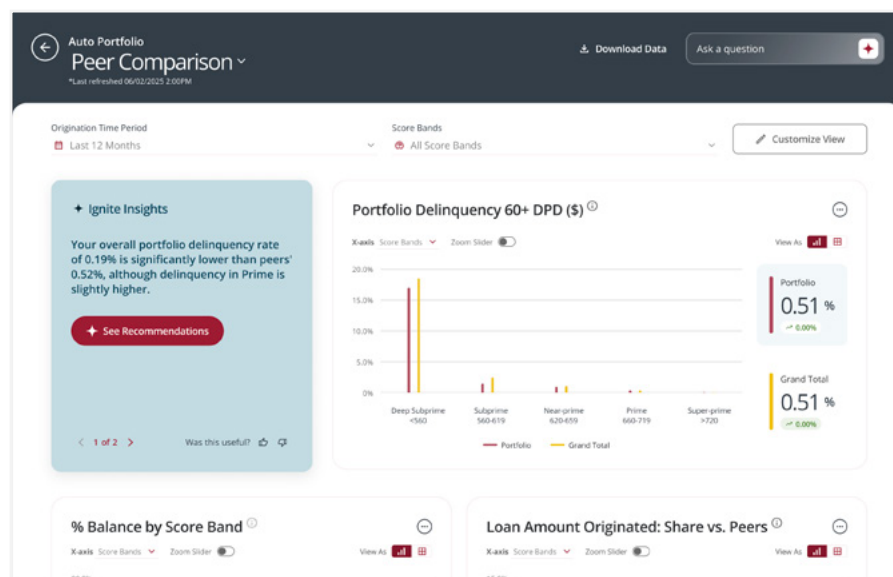 Auto Portfolio
Peer Comparison
*Last refreshed 06/02/2025 2:00PM
Download Data
Ask a question
Origination Time Period
Last 12 Months
Score Bands
All Score Bands
Customize View
Ignite Insights
Your overall portfolio delinquency rate
of 0.19% is significantly lower than peers'
0.52%, although delinquency in Prime is
slightly higher.
See Recommendations
1 of 2
Was this useful?
Portfolio Delinquency 60+ DPD ($)
X-axis Score Bands
Zoom Slider
View As
20.0%
15.0%
10.0%
5.0%
0%
Deep Subprime
<560
Subprime
560-619
Near-prime
620-659
Prime
660-719
Super-prime
>720
Portfolio
Grand Total
Portfolio
0.51 %
0.00%
Grand Total
0.51 %
0.00%
% Balance by Score Band
X-axis Score Bands
Zoom Slider
View As
Loan Amount Originated: Share vs. Peers
X-axis Score Bands
Zoom Slider
View As